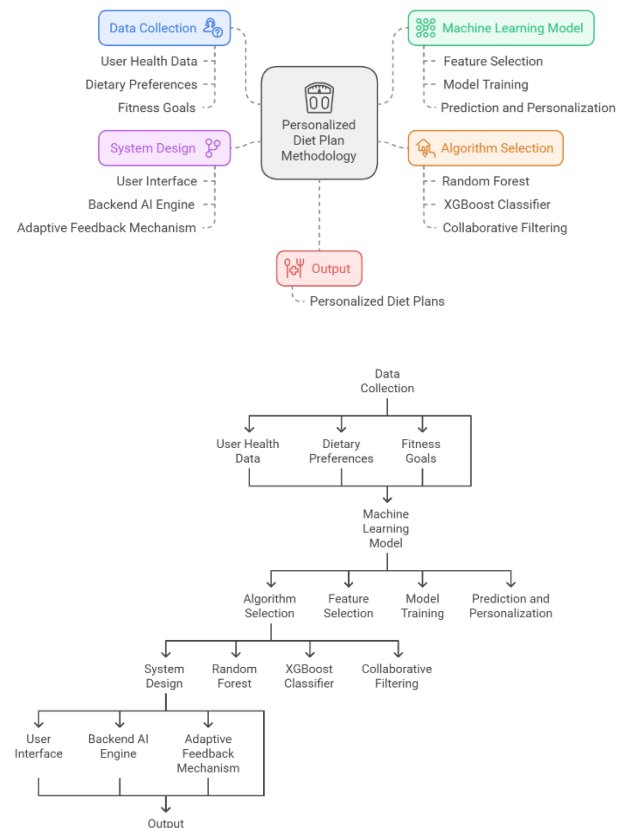 Data Collection
User Health Data
Dietary Preferences
Fitness Goals
System Design
User Interface
Backend AI Engine
Adaptive Feedback Mechanism
Personalized
Diet Plan
Methodology
Machine Learning Model
Feature Selection
Model Training
Prediction and Personalization
Algorithm Selection
Random Forest
XGBoost Classifier
Collaborative Filtering
Output
Personalized Diet Plans
Data
Collection
User Health
Data
Dietary
Preferences
Fitness
Goals
Machine
Learning
Model
Algorithm
Selection
Feature
Selection
Model
Training
Prediction and
Personalization
System
Design
Random
Forest
XGBoost
Classifier
Collaborative
Filtering
User
Interface
Backend AI
Engine
Adaptive
Feedback
Mechanism
Output